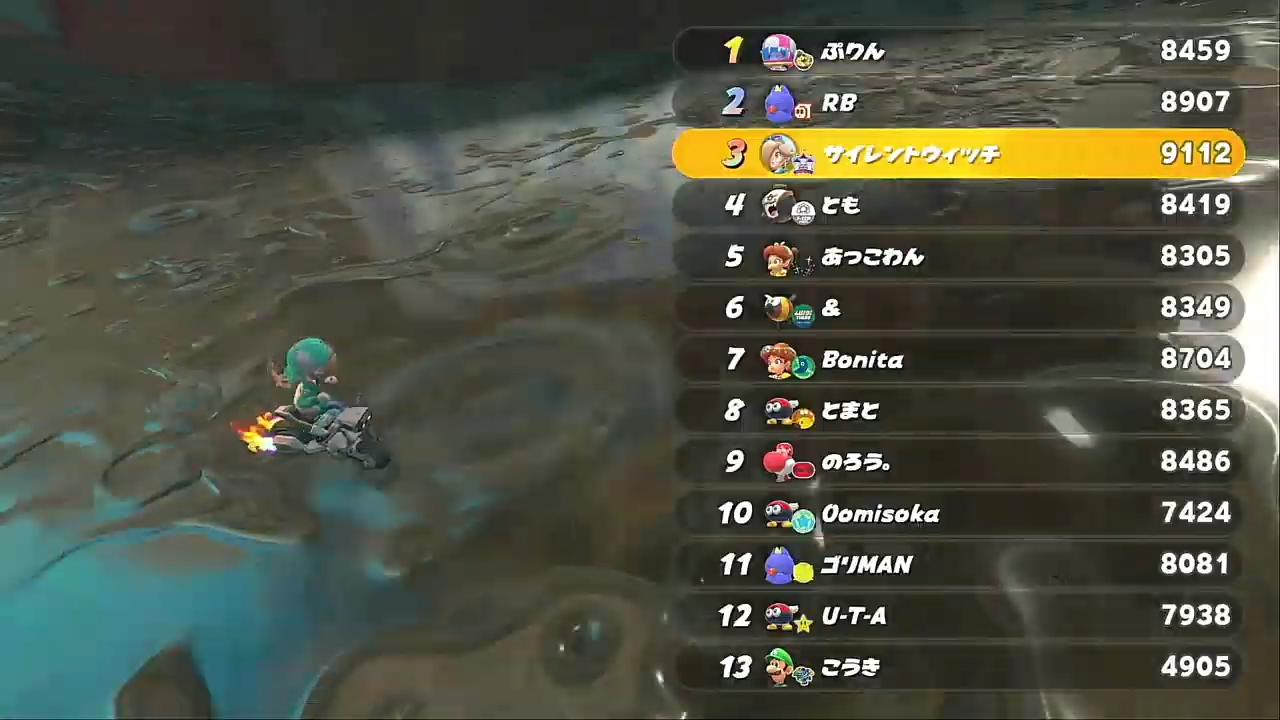 1 ぷりん 8459
2 RB 8907
3 サイレントウィッチ 9112
4 とも 8419
5 あっこわん 8305
6 & 8349
7 Bonita 8704
8 とまと 8365
9 のろう。 8486
10 Oomisoka 7424
11 ゴリMAN 8081
12 U-T-A 7938
13 こうき 4905